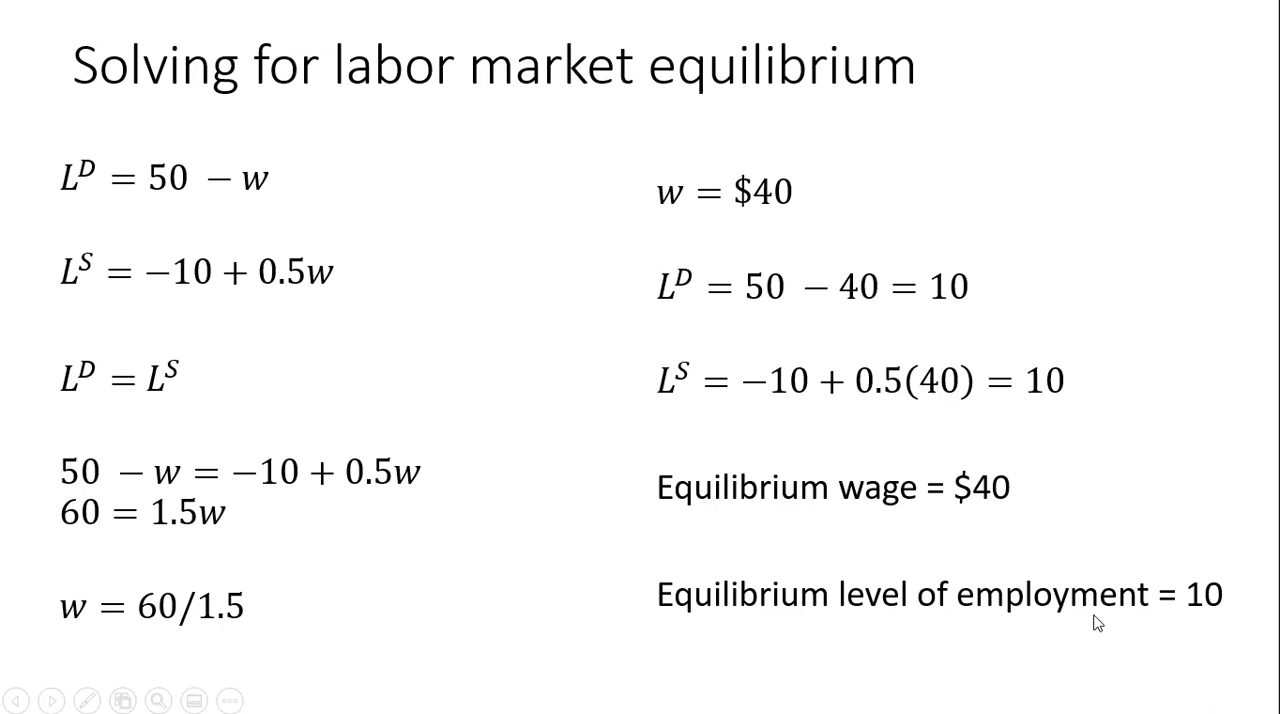 Solving for labor market equilibrium
L^D = 50 − w
L^S = −10 + 0.5w
L^D = L^S
50 − w = −10 + 0.5w
60 = 1.5w
w = 60/1.5
w = $40
L^D = 50 − 40 = 10
L^S = −10 + 0.5(40) = 10
Equilibrium wage = $40
Equilibrium level of employment = 10